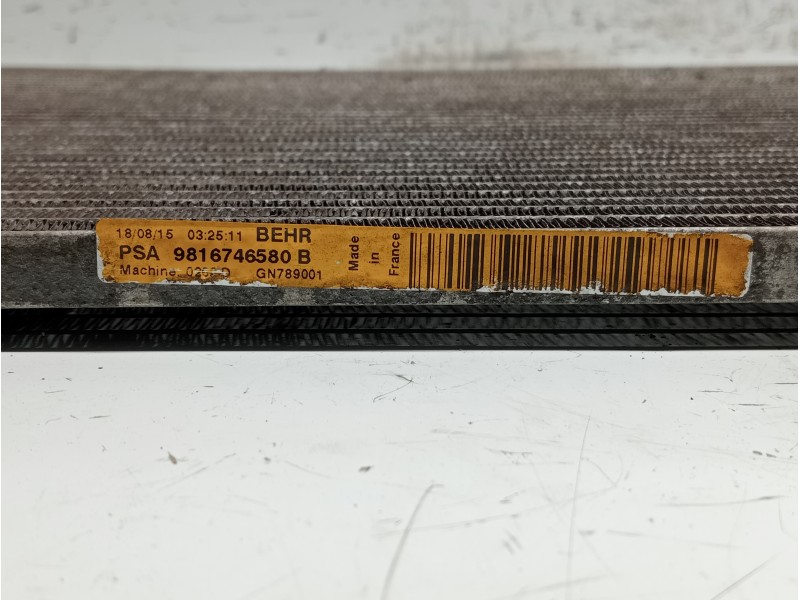 18/08/15 03:25:11 BEHR
PSA 9816746580 B
Machine GN789001
Made
in
France